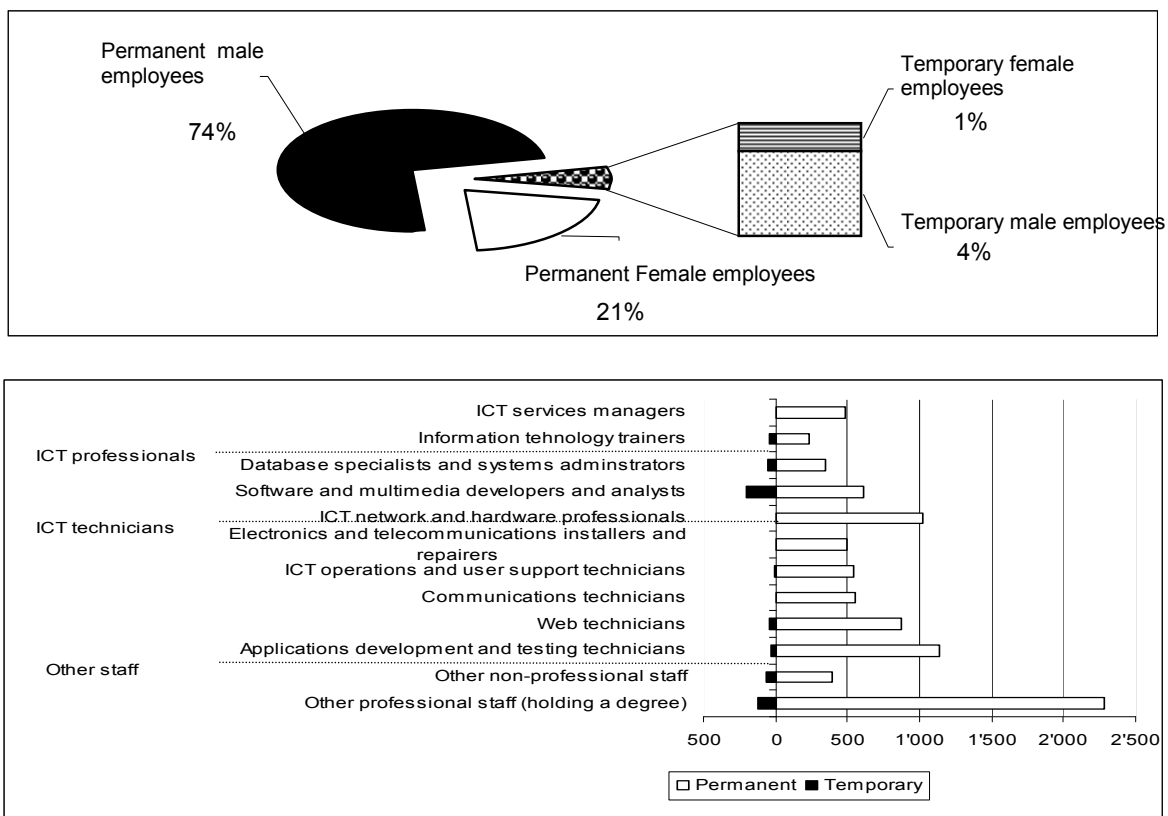 Permanent male
employees
74%
Temporary female
employees
1%
Temporary male employees
4%
Permanent Female employees
21%
ICT services managers
Information tehnology trainers
ICT professionals
Database specialists and systems adminstrators
Software and multimedia developers and analysts
ICT technicians
ICT network and hardware professionals
Electronics and telecommunications installers and
repairers
ICT operations and user support technicians
Communications technicians
Web technicians
Applications development and testing technicians
Other staff
Other non-professional staff
Other professional staff (holding a degree)
500 0 500 1'000 1'500 2'000 2'500
Permanent Temporary